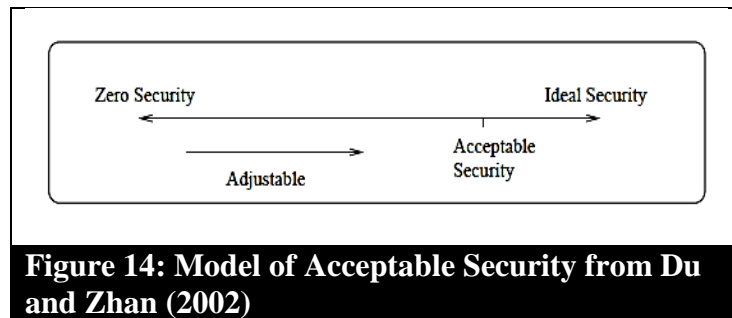 Zero Security
Ideal Security
Acceptable
Security
Adjustable
Figure 14: Model of Acceptable Security from Du
and Zhan (2002)